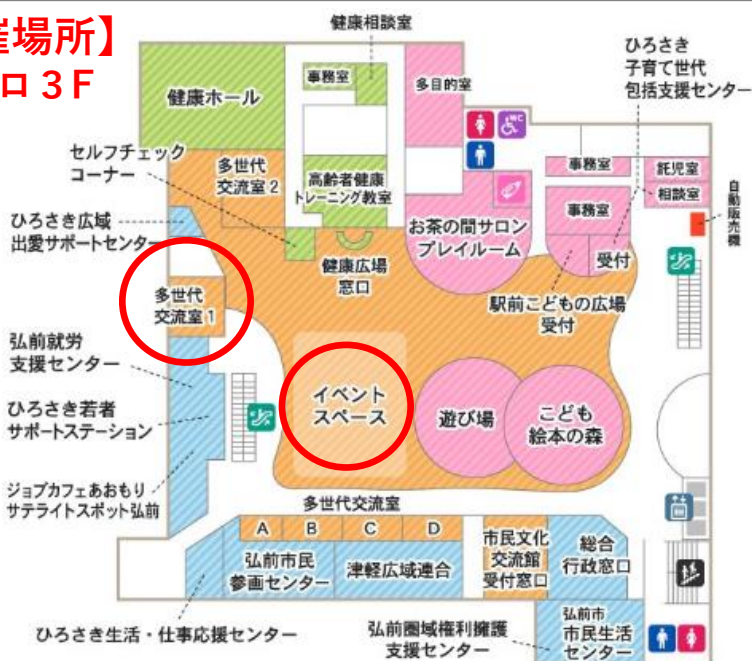 場所】
ロ３Ｆ
健康相談室
ひろさき
子育て世代
包括支援センター
事務室
多目的室
健康ホール
WC
セルフチェック
コーナー
多世代
交流室２
高齢者健康
トレーニング教室
事務室
託児室
相談室
自動販売機
お茶の間サロン
プレイルーム
事務室
受付
ひろさき広域
出愛サポートセンター
健康広場
窓口
駅前こどもの広場
受付
多世代
交流室１
弘前就労
支援センター
イベント
スペース
遊び場
こども
絵本の森
ひろさき若者
サポートステーション
ジョブカフェあおもり
サテライトスポット弘前
多世代交流室
A B C D
弘前市民
参画センター
津軽広域連合
市民文化
交流館
受付窓口
総合
行政窓口
ひろさき生活・仕事応援センター
弘前圏域権利擁護
支援センター
弘前市
市民生活
センター